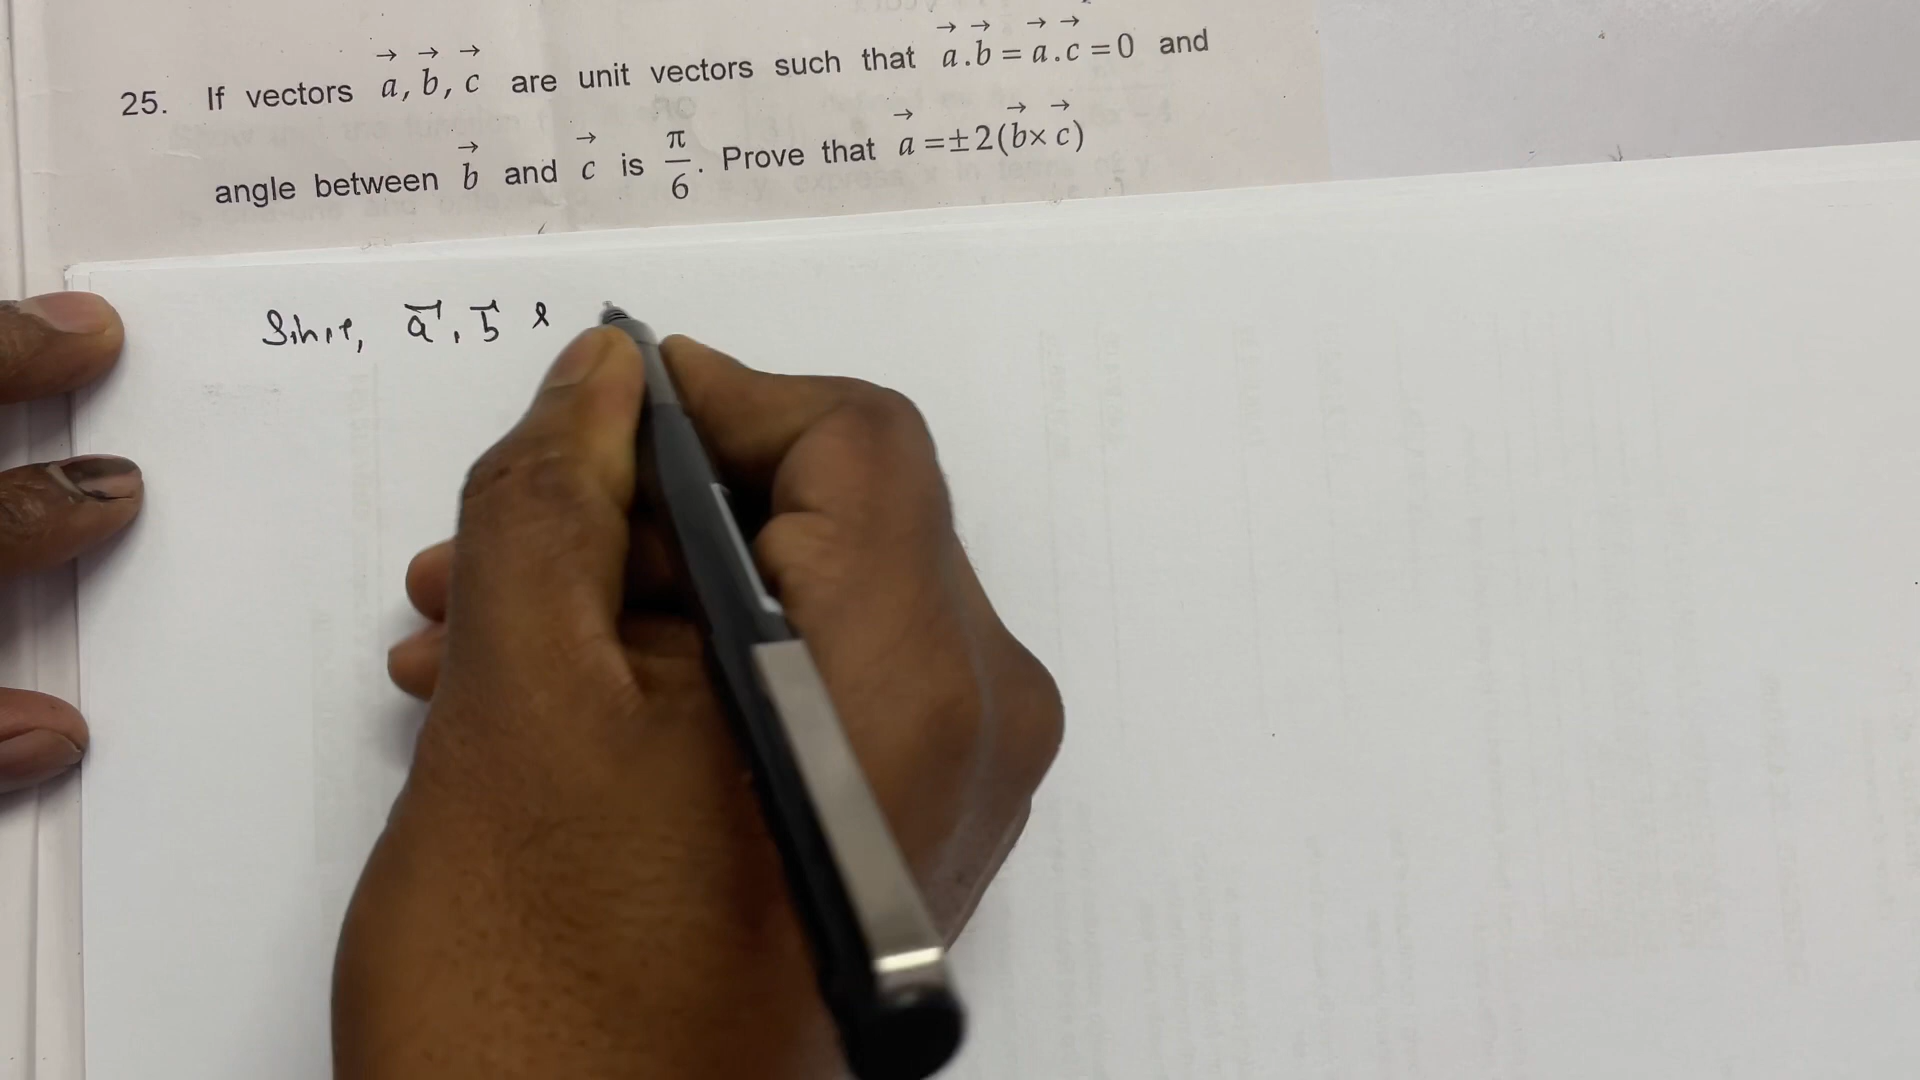 25. If vectors →a, →b, →c are unit vectors such that →a.→b = →a.→c = 0 and
angle between →b and →c is π/6. Prove that →a = ±2(→b × →c)
Since, →a, →b &